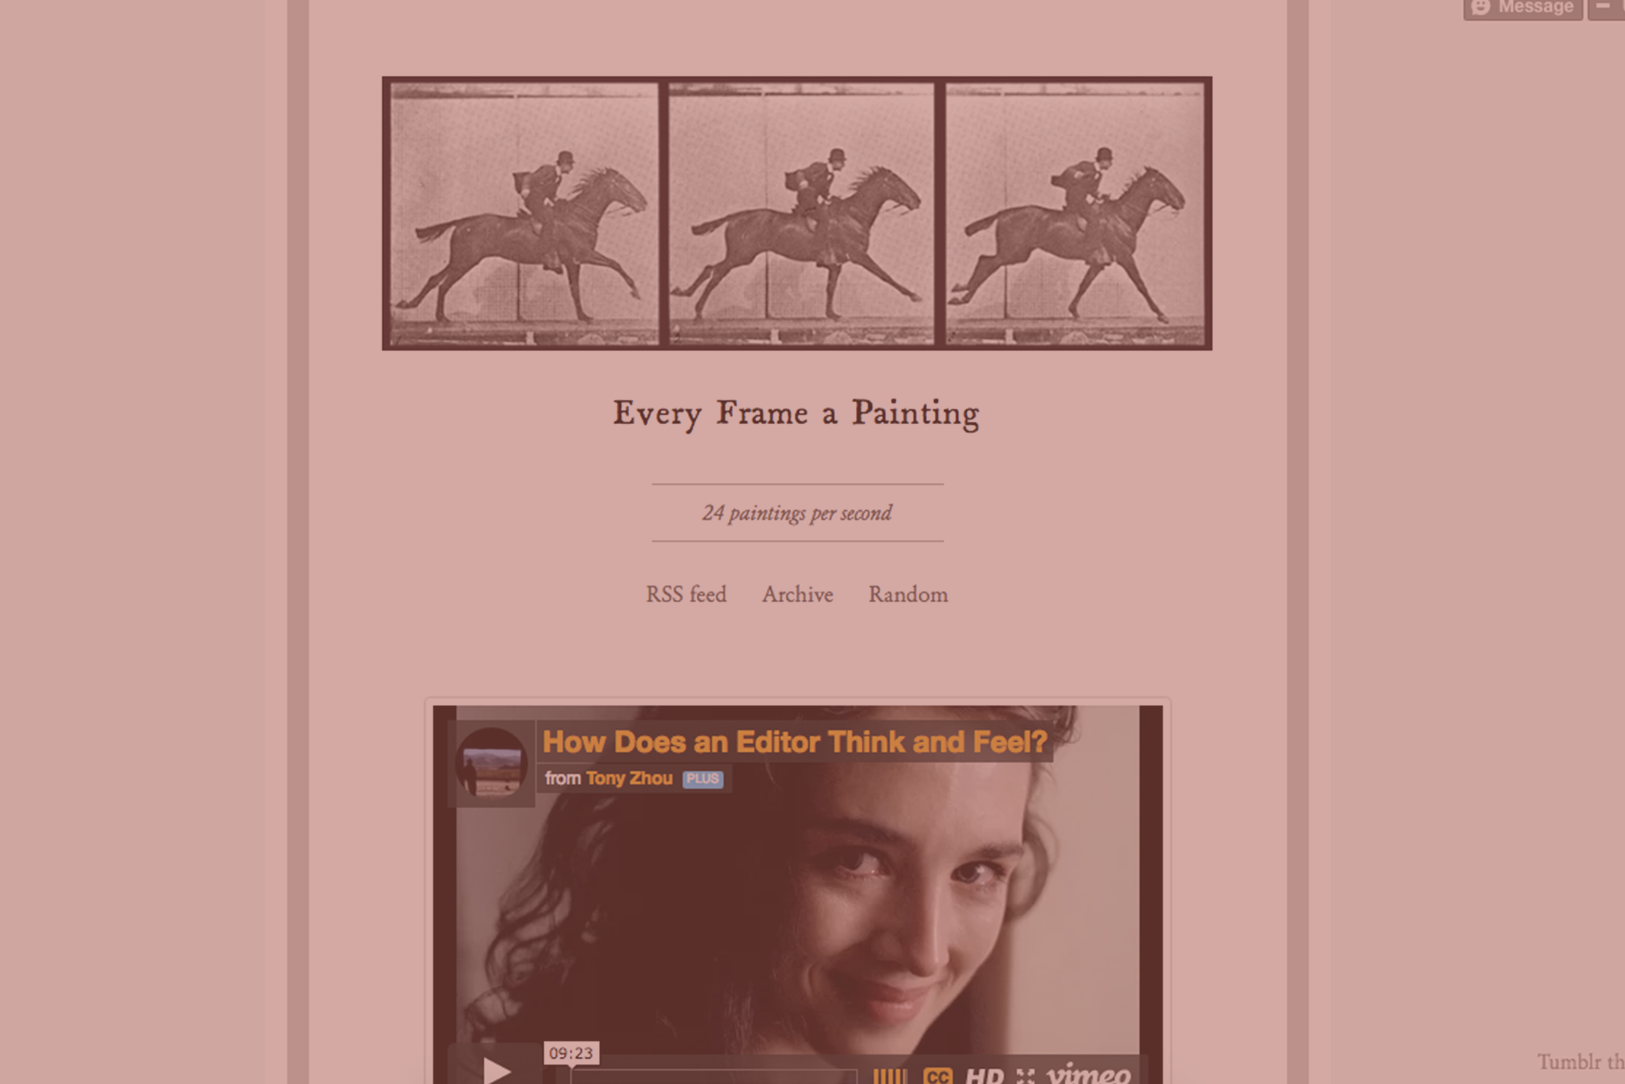 Message
Every Frame a Painting
24 paintings per second
RSS feed Archive Random
How Does an Editor Think and Feel?
from Tony Zhou PLUS
09:23
CC HD vimeo
Tumblr